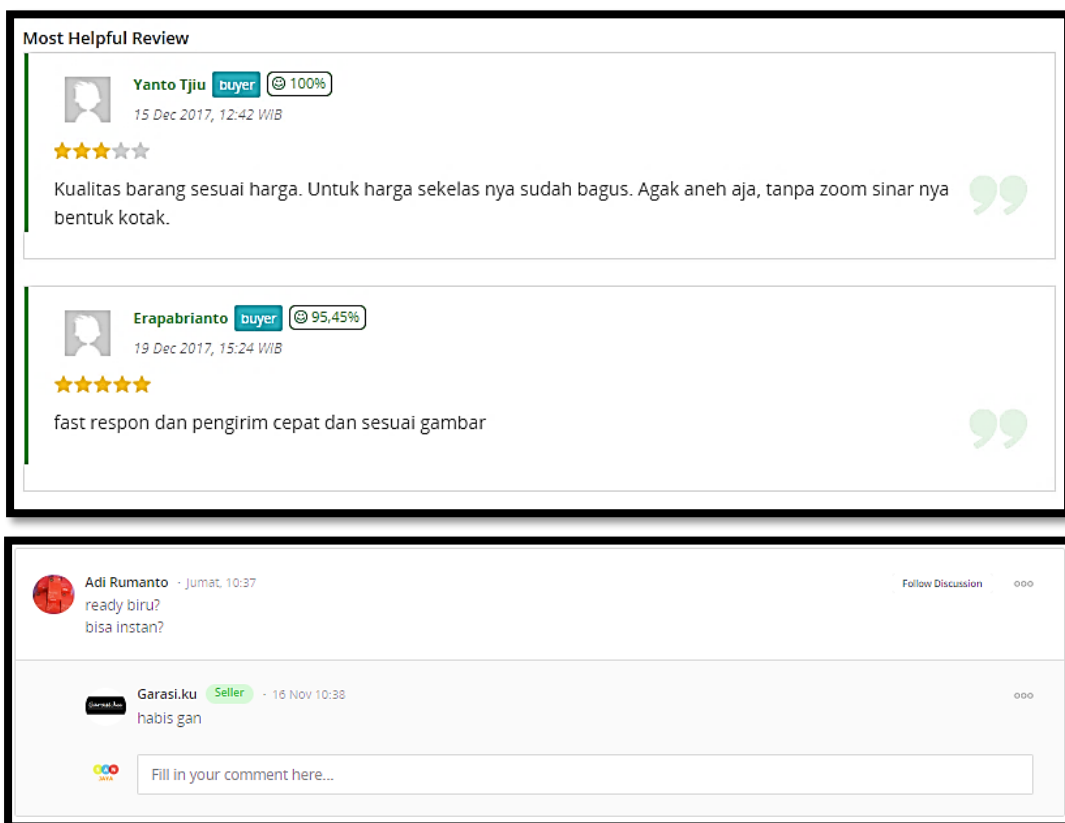 Most Helpful Review
Yanto Tjiu buyer 100%
15 Dec 2017, 12:42 WIB
Kualitas barang sesuai harga. Untuk harga sekelas nya sudah bagus. Agak aneh aja, tanpa zoom sinar nya
bentuk kotak.
Erapabrianto buyer 95,45%
19 Dec 2017, 15:24 WIB
fast respon dan pengirim cepat dan sesuai gambar
Adi Rumanto · Jumat, 10:37 Follow Discussion
ready biru?
bisa instan?
Garasi.ku Seller · 16 Nov 10:38
Garasi.ku
habis gan
JAVA
Fill in your comment here...